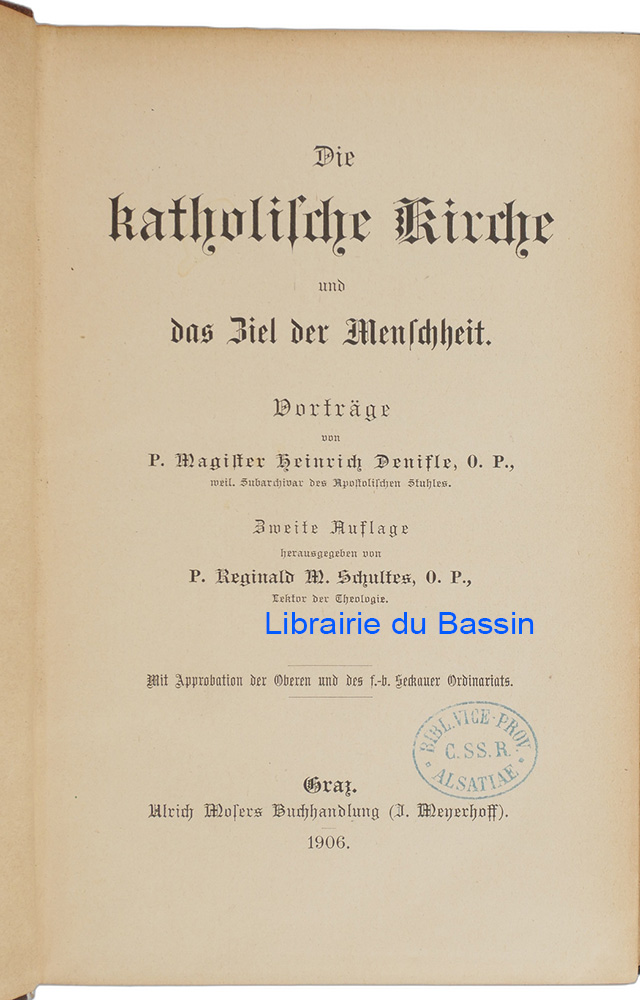 Die
katholiſche Kirche
und
das Ziel der Menſchheit.
Vorträge
von
P. Magiſter Heinrich Denifle, O. P.,
weil. Subarchivar des Apoſtoliſchen Stuhles.
Zweite Auflage
herausgegeben von
P. Reginald M. Schultes, O. P.,
Lektor der Theologie.
Librairie du Bassin
Mit Approbation der Oberen und des f.-b. Seckauer Ordinariats.
BIBL. VICE-PROV.
C. SS. R.
ALSATIAE
Graz.
Ulrich Moſers Buchhandlung (J. Meyerhoff).
1906.